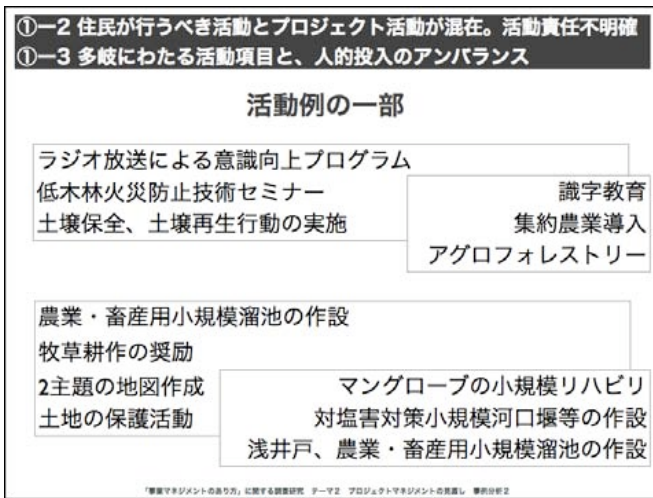 ①ー2 住民が行うべき活動とプロジェクト活動が混在。活動責任不明確
①ー3 多岐にわたる活動項目と、人的投入のアンバランス
活動例の一部
ラジオ放送による意識向上プログラム
低木林火災防止技術セミナー
土壌保全、土壌再生行動の実施
識字教育
集約農業導入
アグロフォレストリー
農業・畜産用小規模溜池の作設
牧草耕作の奨励
2主題の地図作成
土地の保護活動
マングローブの小規模リハビリ
対塩害対策小規模河口堰等の作設
浅井戸、農業・畜産用小規模溜池の作設
「事業マネジメントのあり方」に関する調査研究 テーマ2 プロジェクトマネジメントの見直し 事例分析2